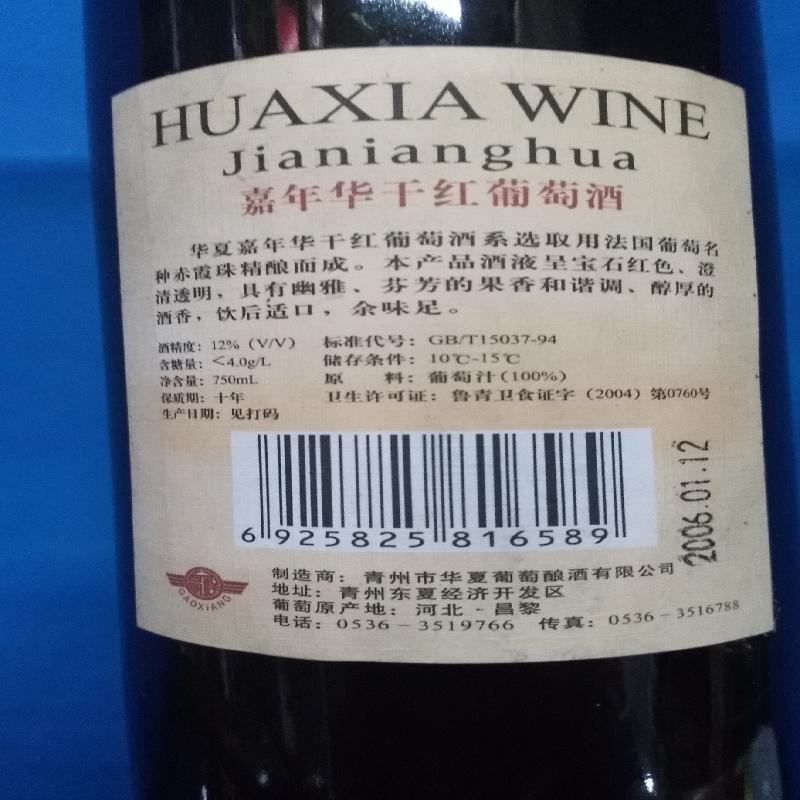 HUAXIA WINE
Jianianghua
嘉年华干红葡萄酒
华夏嘉年华干红葡萄酒系选取用法国葡萄名
种赤霞珠精酿而成。本产品酒液呈宝石红色、澄
清透明，具有幽雅、芬芳的果香和谐调、醇厚的
酒香，饮后适口，余味足。
酒精度：12%（V/V） 标准代号：GB/T15037-94
含糖量：＜4.0g/L 储存条件：10℃-15℃
净含量：750mL 原 料：葡萄汁(100%)
保质期：十年 卫生许可证：鲁青卫食证字（2004）第0760号
生产日期：见打码
2006.01.12
6 925825 816589
制造商：青州市华夏葡萄酿酒有限公司
地址：青州东夏经济开发区
葡萄原产地：河北·昌黎
电话：0536－3519766 传真：0536－3516788
GAOXIANG